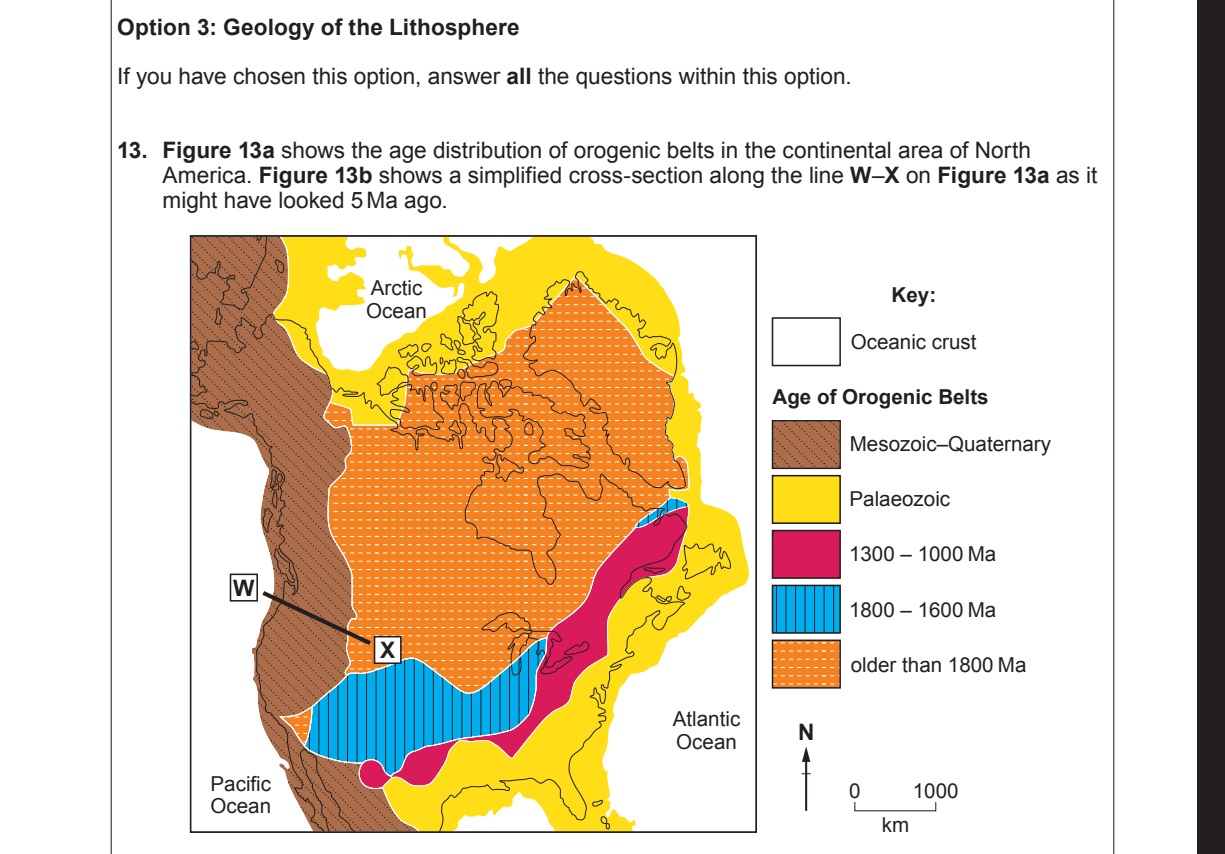 Option 3: Geology of the Lithosphere
If you have chosen this option, answer all the questions within this option.
13. Figure 13a shows the age distribution of orogenic belts in the continental area of North
America. Figure 13b shows a simplified cross-section along the line W–X on Figure 13a as it
might have looked 5 Ma ago.
Arctic
Ocean
Key:
Oceanic crust
Age of Orogenic Belts
Mesozoic–Quaternary
Palaeozoic
1300 – 1000 Ma
W
1800 – 1600 Ma
X
older than 1800 Ma
Atlantic
Ocean
N
Pacific
Ocean
0 1000
km